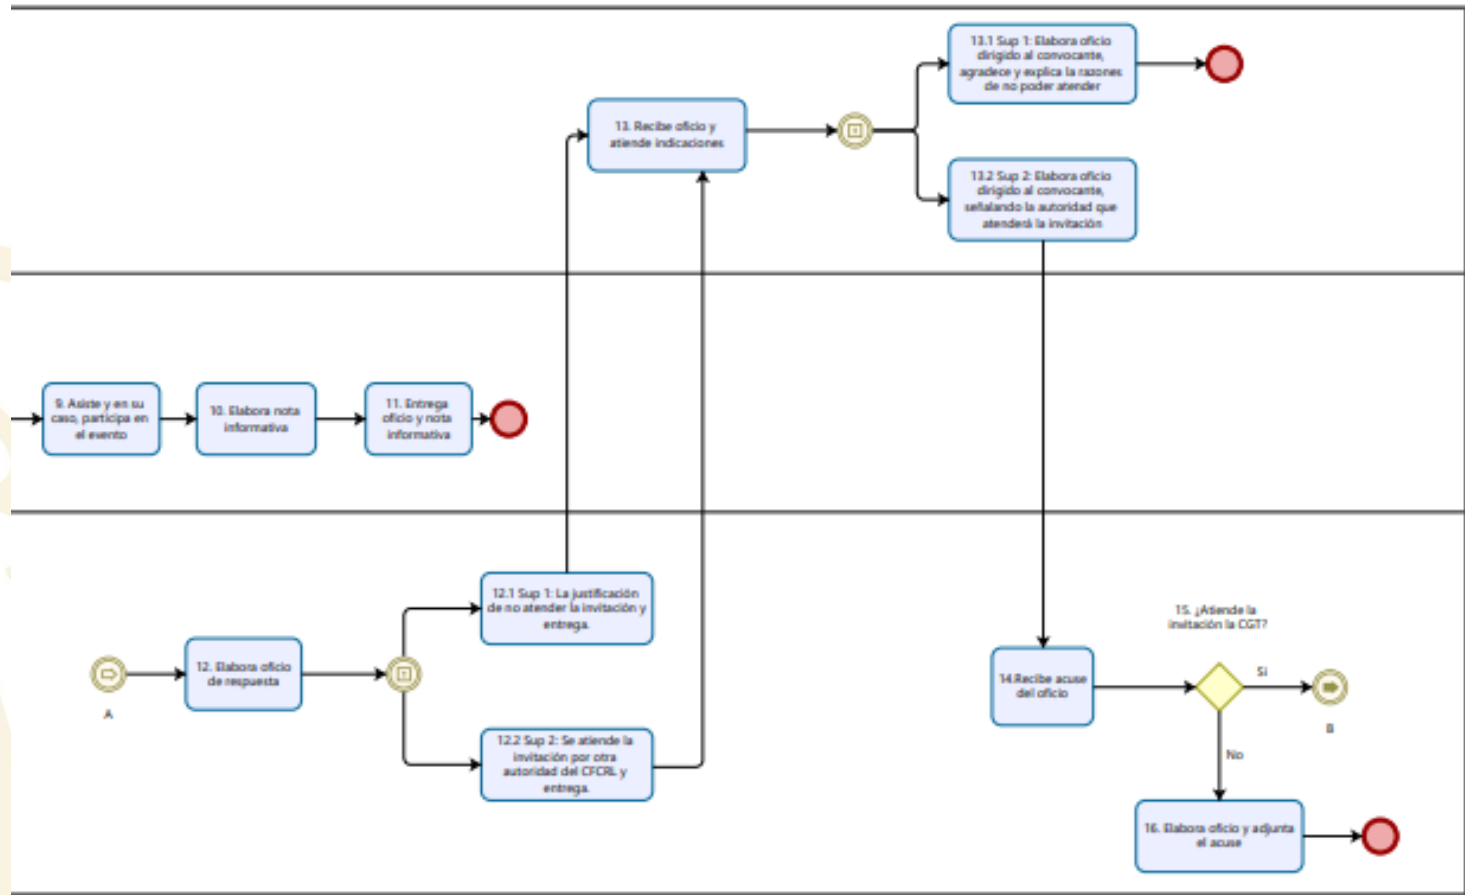 13.1 Sup 1: Elabora oficio
dirigido al convocante,
agradece y explica la razones
de no poder atender
13. Recibe oficio y
atiende indicaciones
13.2 Sup 2: Elabora oficio
dirigido al convocante,
señalando la autoridad que
atenderá la invitación
9. Asiste y en su
caso, participa en
el evento
10. Elabora nota
informativa
11. Entrega
oficio y nota
informativa
12.1 Sup 1: La justificación
de no atender la invitación y
entrega.
12. Elabora oficio
de respuesta
A
12.2 Sup 2: Se atiende la
invitación por otra
autoridad del CFCRL y
entrega.
15. ¿Atiende la
invitación la CGT?
14.Recibe acuse
del oficio
Si
B
No
16. Elabora oficio y adjunta
el acuse